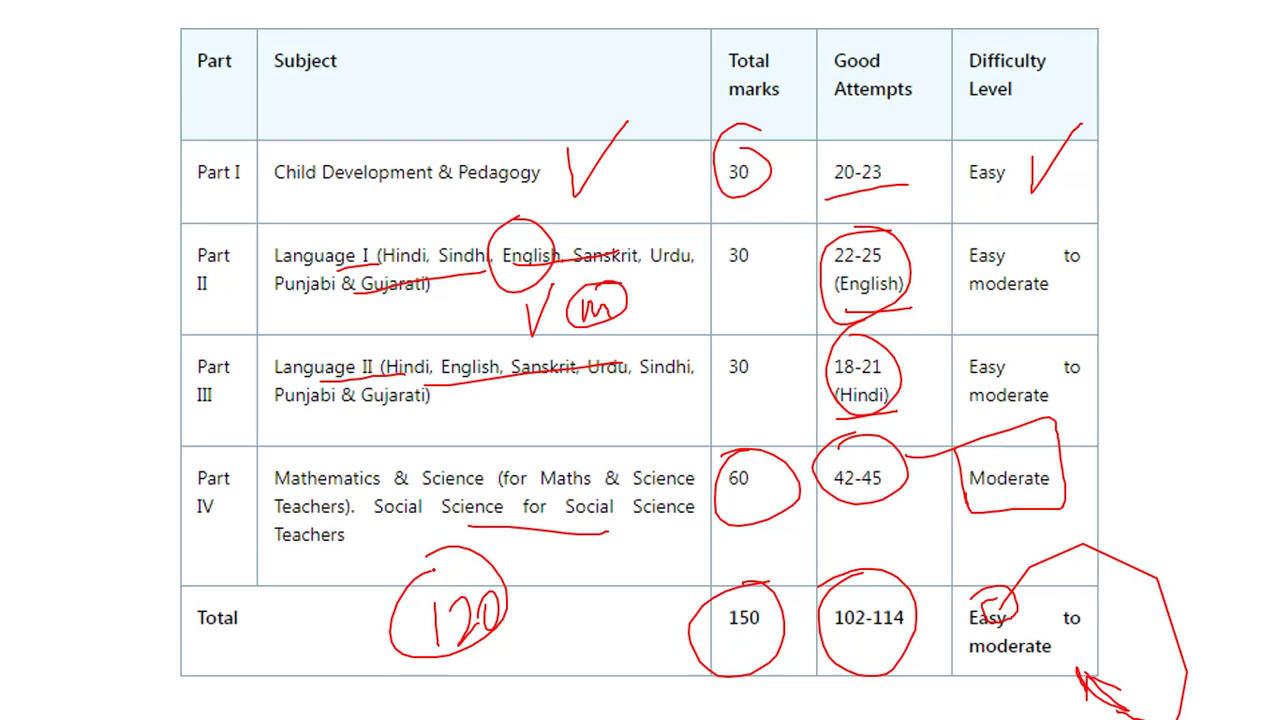 Part Subject Total marks Good Attempts Difficulty Level
Part I Child Development & Pedagogy 30 20-23 Easy
Part II Language I (Hindi, Sindhi, English, Sanskrit, Urdu, Punjabi & Gujarati) 30 22-25 (English) Easy to moderate
m
Part III Language II (Hindi, English, Sanskrit, Urdu, Sindhi, Punjabi & Gujarati) 30 18-21 (Hindi) Easy to moderate
Part IV Mathematics & Science (for Maths & Science Teachers). Social Science for Social Science Teachers 60 42-45 Moderate
120
Total 150 102-114 Easy to moderate